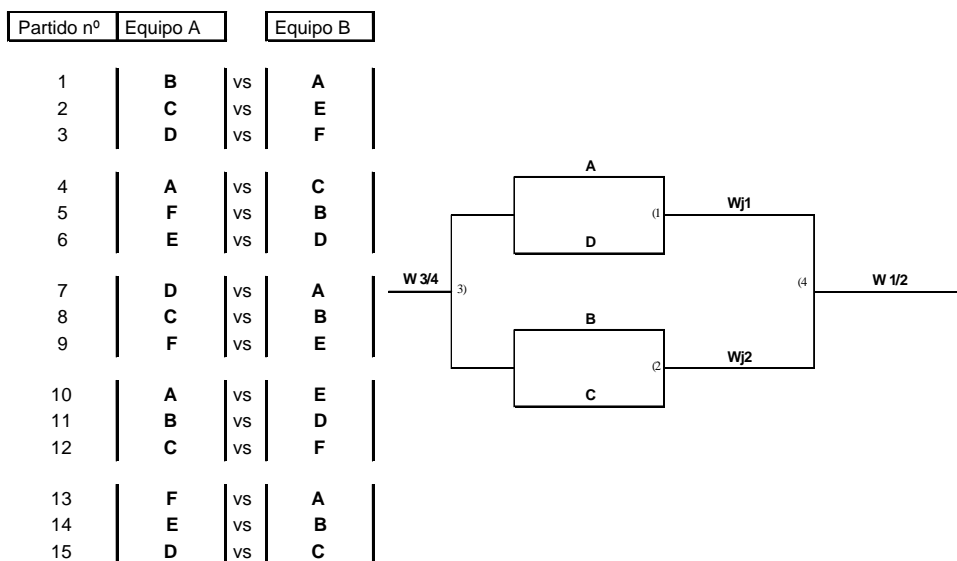 Partido nº Equipo A Equipo B
1 B vs A
2 C vs E
3 D vs F
4 A vs C
5 F vs B
6 E vs D
7 D vs A
8 C vs B
9 F vs E
10 A vs E
11 B vs D
12 C vs F
13 F vs A
14 E vs B
15 D vs C
A
(1 Wj1
D
W 3/4 3) (4 W 1/2
B
(2 Wj2
C